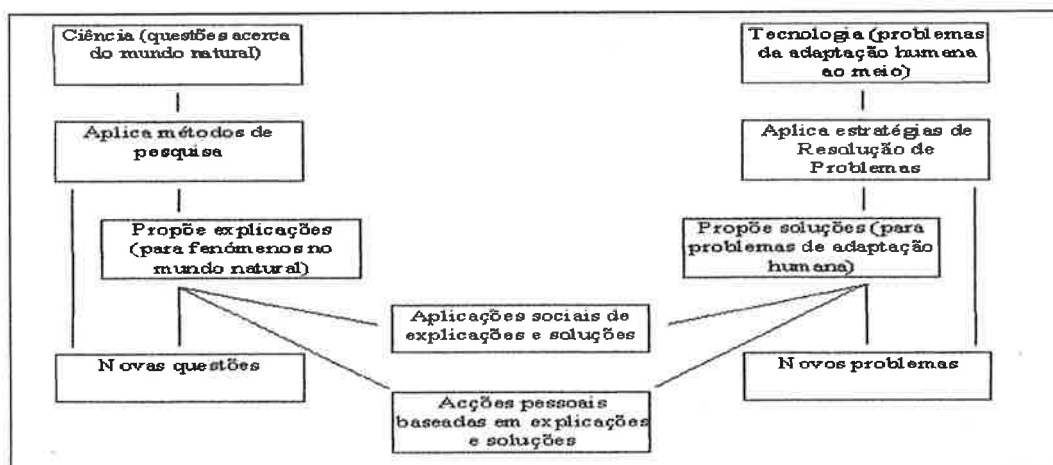 Ciência (questões acerca
do mundo natural)
Tecnologia (problemas
da adaptação humana
ao meio)
Aplica métodos de
pesquisa
Aplica estratégias de
Resolução de
Problemas
Propõe explicações
(para fenómenos no
mundo natural)
Propõe soluções (para
problemas de adaptação
humana)
Aplicações sociais de
explicações e soluções
Novas questões
Novos problemas
Acções pessoais
baseadas em explicações
e soluções